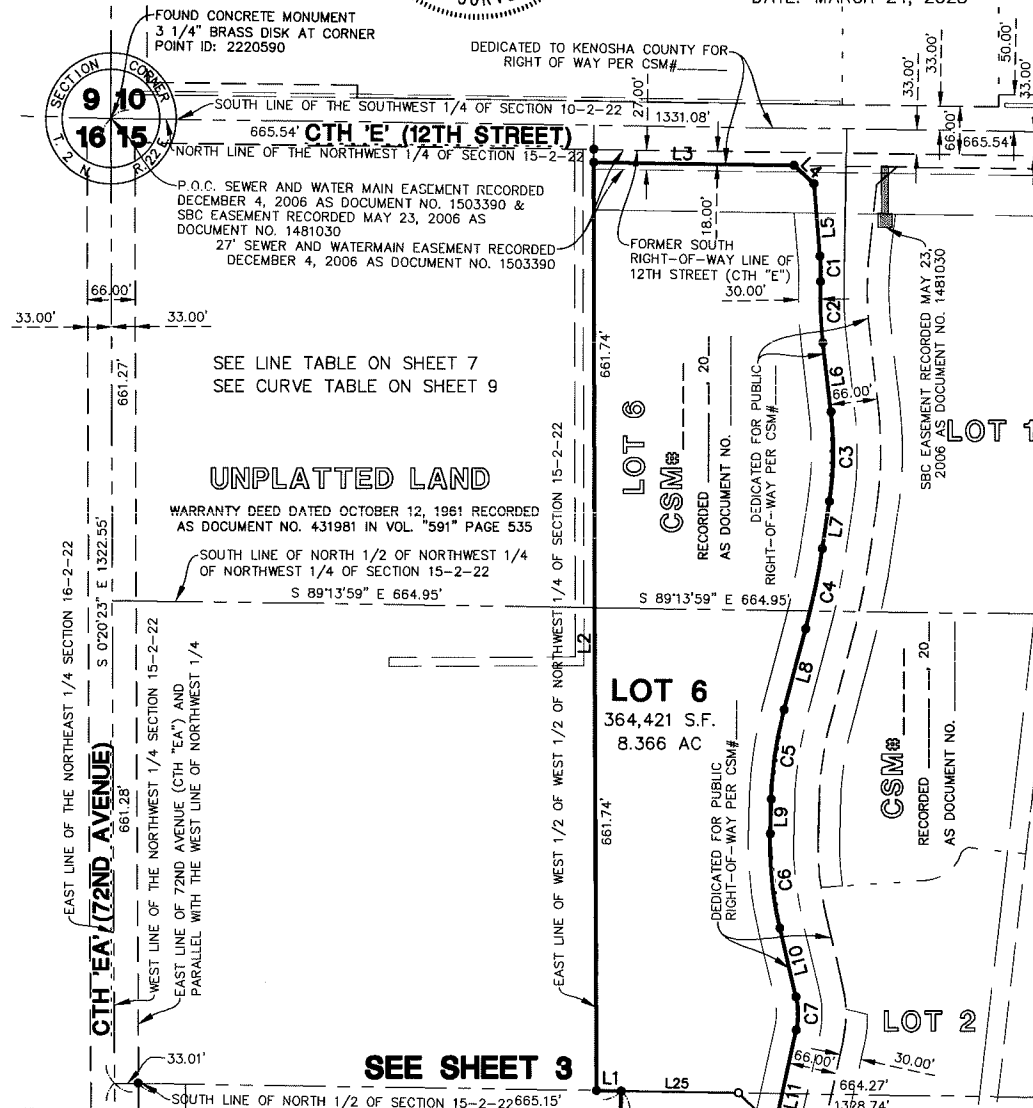 SURV
DATE: MARCH 21, 2023
FOUND CONCRETE MONUMENT
3 1/4" BRASS DISK AT CORNER
POINT ID: 2220590
SECTION CORNER
9 10
16 15
T. 2 N. R.22 E.
DEDICATED TO KENOSHA COUNTY FOR
RIGHT OF WAY PER CSM#
SOUTH LINE OF THE SOUTHWEST 1/4 OF SECTION 10-2-22
27.00'
1331.08'
33.00'
33.00'
50.00'
33.00'
66.00'
665.54'
665.54'
CTH 'E' (12TH STREET)
NORTH LINE OF THE NORTHWEST 1/4 OF SECTION 15-2-22
L3
L4
18.00'
P.O.C. SEWER AND WATER MAIN EASEMENT RECORDED
DECEMBER 4, 2006 AS DOCUMENT NO. 1503390 &
SBC EASEMENT RECORDED MAY 23, 2006 AS
DOCUMENT NO. 1481030
27' SEWER AND WATERMAIN EASEMENT RECORDED
DECEMBER 4, 2006 AS DOCUMENT NO. 1503390
FORMER SOUTH
RIGHT-OF-WAY LINE OF
12TH STREET (CTH "E")
30.00'
L5
C1
C2
L6
66.00'
C3
L7
C4
L8
C5
L9
C6
L10
C7
SBC EASEMENT RECORDED MAY 23,
2006 AS DOCUMENT NO. 1481030
66.00'
33.00'
33.00'
661.27'
SEE LINE TABLE ON SHEET 7
SEE CURVE TABLE ON SHEET 9
661.74'
LOT 6
CSM#
RECORDED 20
AS DOCUMENT NO.
DEDICATED FOR PUBLIC
RIGHT-OF-WAY PER CSM#
LOT 1
UNPLATTED LAND
WARRANTY DEED DATED OCTOBER 12, 1961 RECORDED
AS DOCUMENT NO. 431981 IN VOL. "591" PAGE 535
SOUTH LINE OF NORTH 1/2 OF NORTHWEST 1/4
OF NORTHWEST 1/4 OF SECTION 15-2-22
S 89°13'59" E 664.95'
S 89°13'59" E 664.95'
S 0°20'23" E 1322.55'
EAST LINE OF THE NORTHEAST 1/4 SECTION 16-2-22
CTH 'EA' (72ND AVENUE)
661.28'
WEST LINE OF THE NORTHWEST 1/4 SECTION 15-2-22
EAST LINE OF 72ND AVENUE (CTH "EA") AND
PARALLEL WITH THE WEST LINE OF NORTHWEST 1/4
EAST LINE OF WEST 1/2 OF WEST 1/2 OF NORTHWEST 1/4 OF SECTION 15-2-22
L2
661.74'
LOT 6
364,421 S.F.
8.366 AC
DEDICATED FOR PUBLIC
RIGHT-OF-WAY PER CSM#
CSM#
RECORDED 20
AS DOCUMENT NO.
LOT 2
33.01'
SEE SHEET 3
L1
L25
66.00'
30.00'
SOUTH LINE OF NORTH 1/2 OF SECTION 15-2-22
665.15'
664.27'
1328.74'